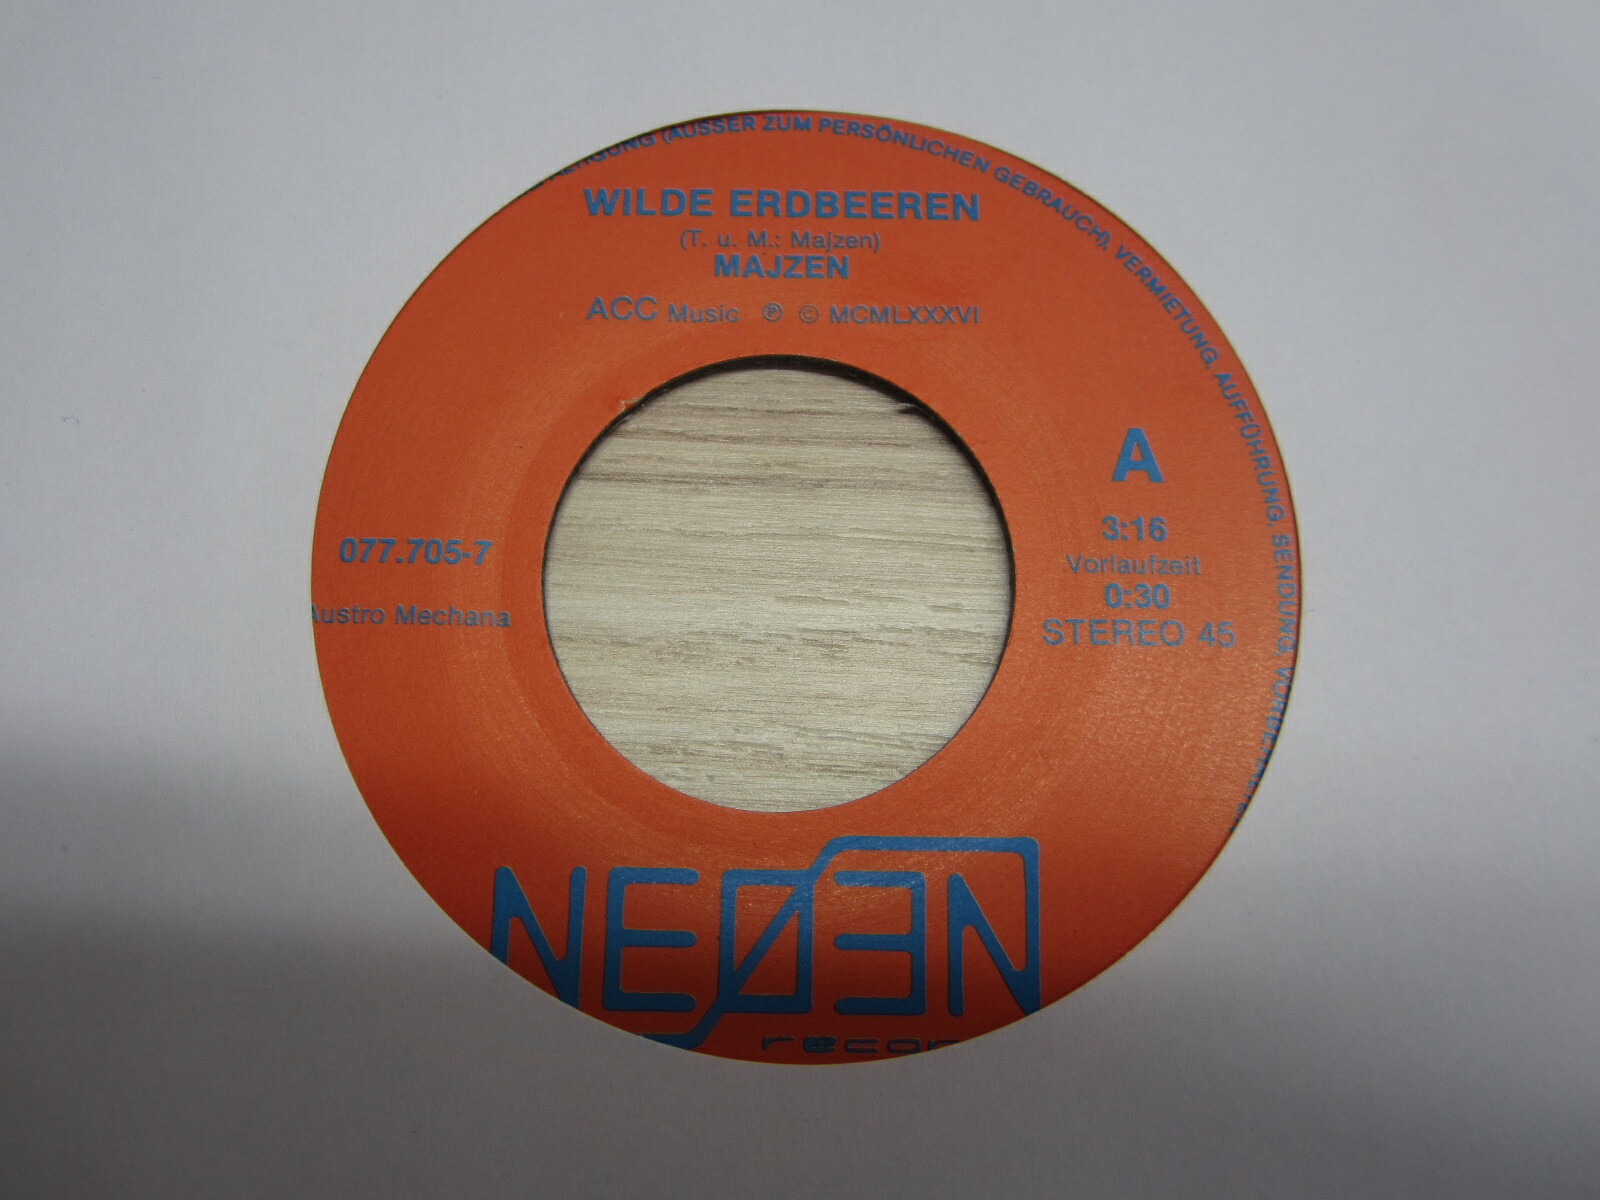 (AUSSER ZUM PERSÖNLICHEN GEBRAUCH), VERMIETUNG, AUFFÜHRUNG, SENDUNG,
WILDE ERDBEEREN
(T. u. M.: Majzen)
MAJZEN
ACC Music ℗ © MCMLXXXVI
A
3:16
Vorlaufzeit
0:30
STEREO 45
077.705-7
Austro Mechana
NEØEN